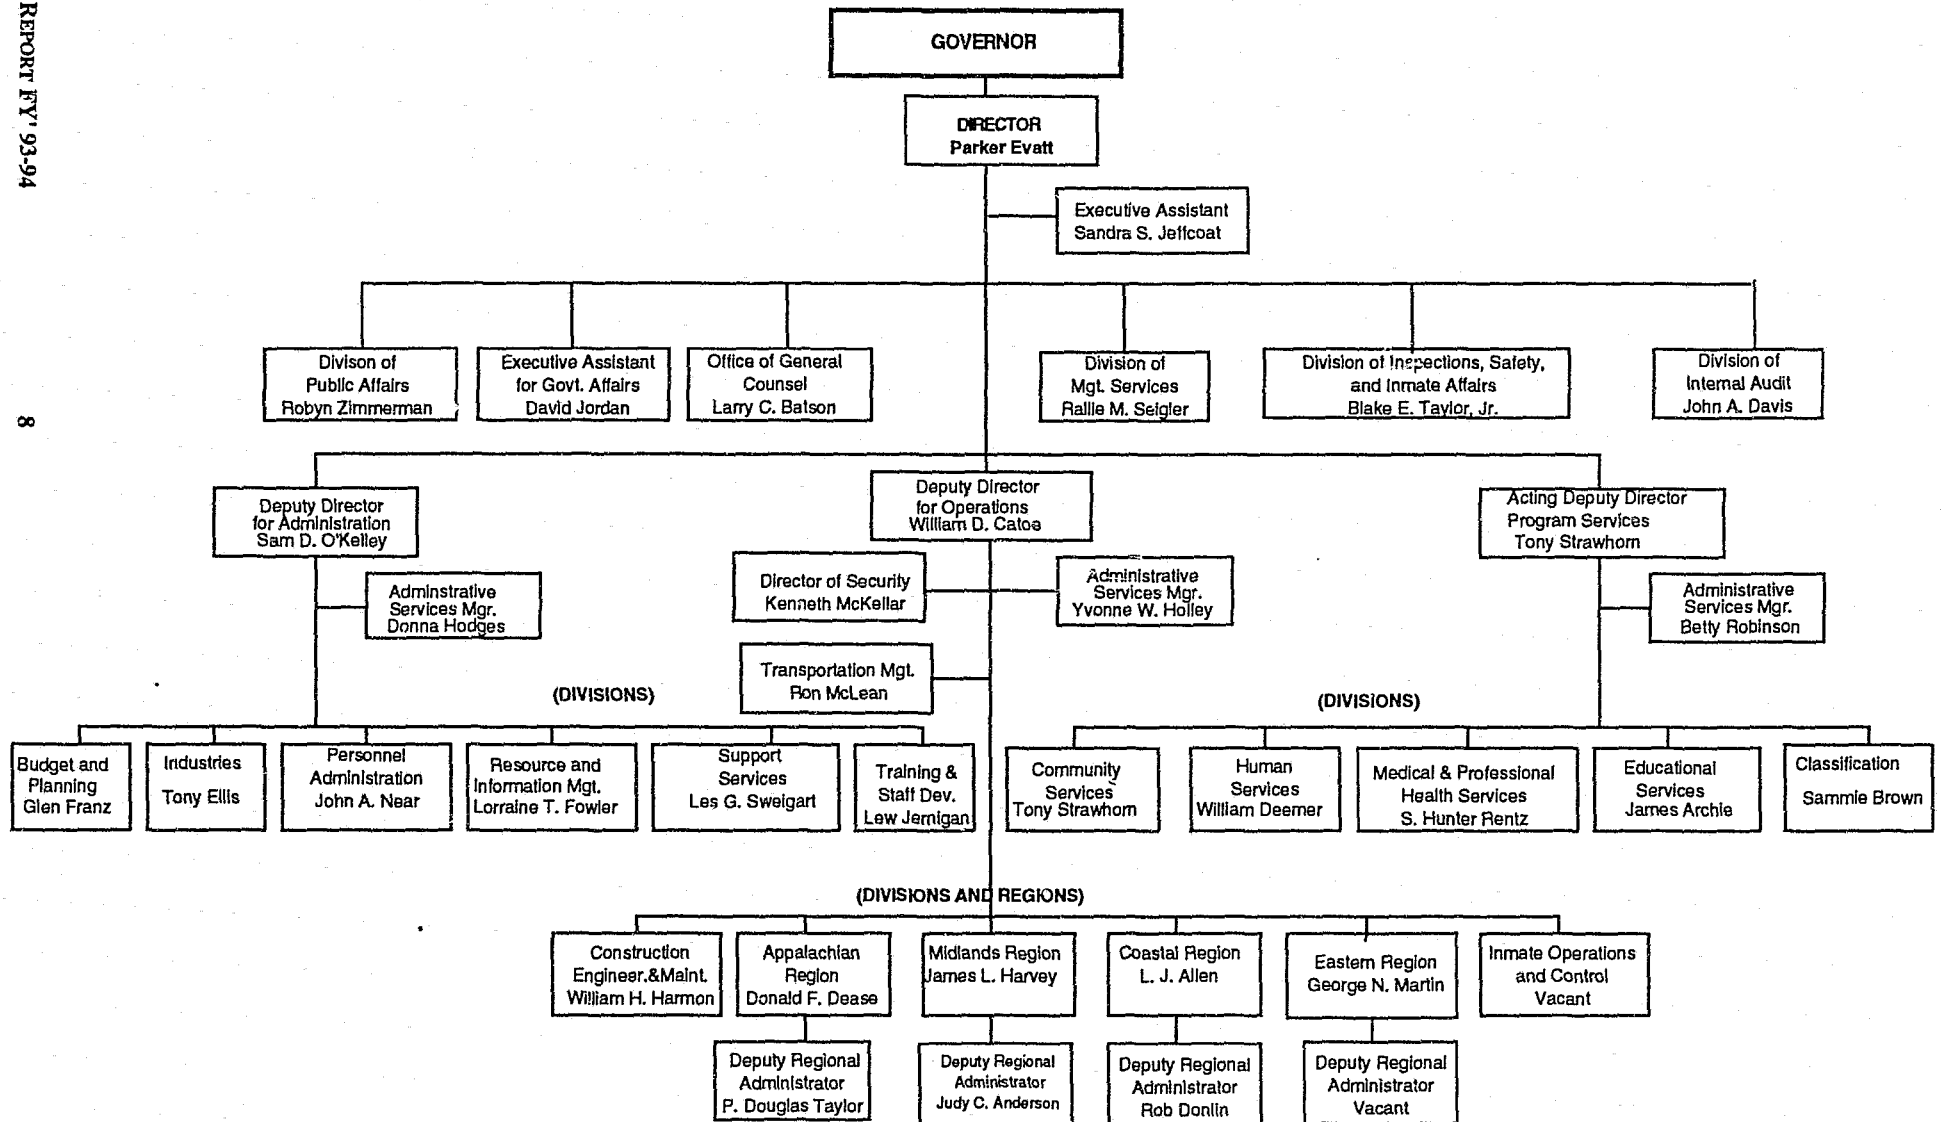 REPORT FY' 93-94
8
GOVERNOR
DIRECTOR
Parker Evatt
Executive Assistant
Sandra S. Jeffcoat
Divison of
Public Affairs
Robyn Zimmerman
Executive Assistant
for Govt. Affairs
David Jordan
Office of General
Counsel
Larry C. Batson
Division of
Mgt. Services
Rallie M. Seigler
Division of Inspections, Safety,
and Inmate Affairs
Blake E. Taylor, Jr.
Division of
Internal Audit
John A. Davis
Deputy Director
for Administration
Sam D. O'Kelley
Deputy Director
for Operations
William D. Catoe
Acting Deputy Director
Program Services
Tony Strawhorn
Adminstrative
Services Mgr.
Donna Hodges
Director of Security
Kenneth McKellar
Administrative
Services Mgr.
Yvonne W. Holley
Administrative
Services Mgr.
Betty Robinson
Transportation Mgt.
Ron McLean
(DIVISIONS)
(DIVISIONS)
Budget and
Planning
Glen Franz
Industries
Tony Ellis
Personnel
Administration
John A. Near
Resource and
Information Mgt.
Lorraine T. Fowler
Support
Services
Les G. Sweigart
Training &
Staff Dev.
Lew Jernigan
Community
Services
Tony Strawhorn
Human
Services
William Deemer
Medical & Professional
Health Services
S. Hunter Rentz
Educational
Services
James Archie
Classification
Sammie Brown
(DIVISIONS AND REGIONS)
Construction
Engineer.&Maint.
William H. Harmon
Appalachian
Region
Donald F. Dease
Midlands Region
James L. Harvey
Coastal Region
L. J. Allen
Eastern Region
George N. Martin
Inmate Operations
and Control
Vacant
Deputy Regional
Administrator
P. Douglas Taylor
Deputy Regional
Administrator
Judy C. Anderson
Deputy Regional
Administrator
Rob Donlin
Deputy Regional
Administrator
Vacant